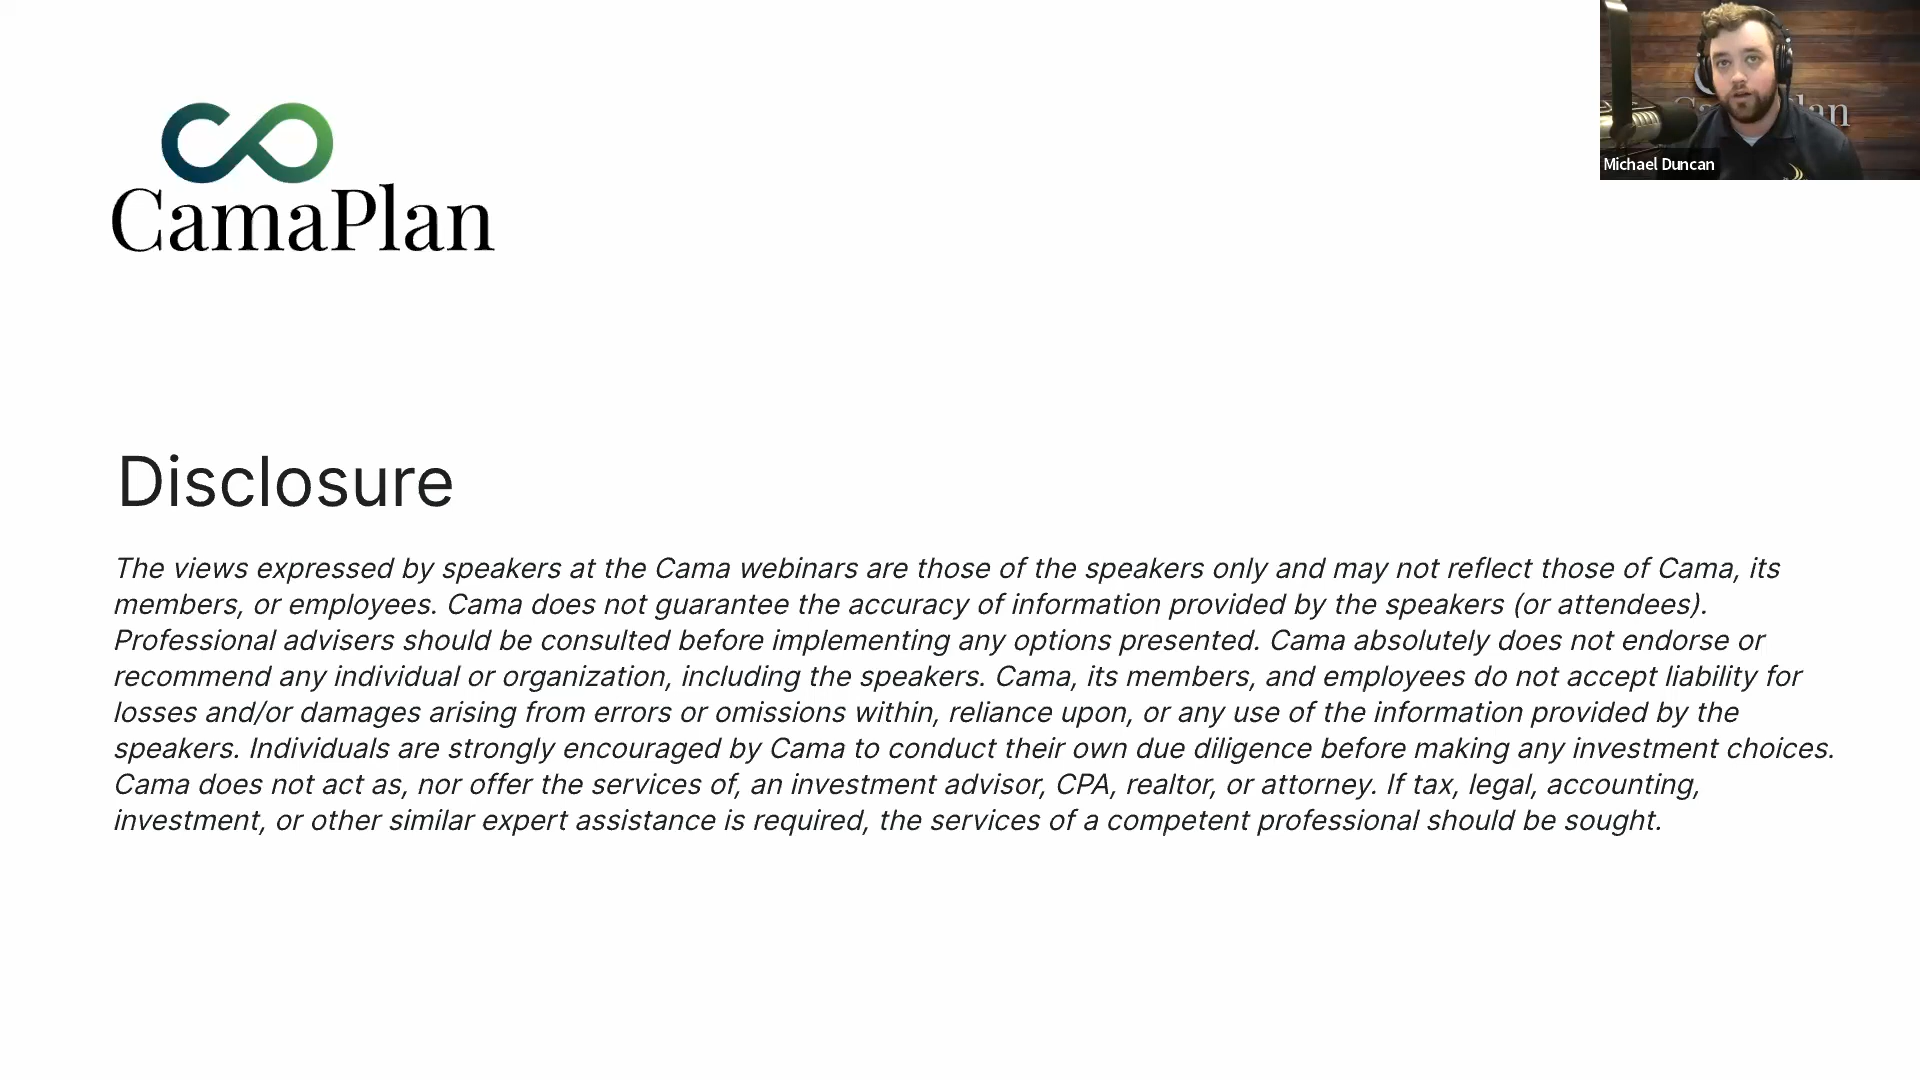 CamaPlan
Michael Duncan
Disclosure
The views expressed by speakers at the Cama webinars are those of the speakers only and may not reflect those of Cama, its
members, or employees. Cama does not guarantee the accuracy of information provided by the speakers (or attendees).
Professional advisers should be consulted before implementing any options presented. Cama absolutely does not endorse or
recommend any individual or organization, including the speakers. Cama, its members, and employees do not accept liability for
losses and/or damages arising from errors or omissions within, reliance upon, or any use of the information provided by the
speakers. Individuals are strongly encouraged by Cama to conduct their own due diligence before making any investment choices.
Cama does not act as, nor offer the services of, an investment advisor, CPA, realtor, or attorney. If tax, legal, accounting,
investment, or other similar expert assistance is required, the services of a competent professional should be sought.